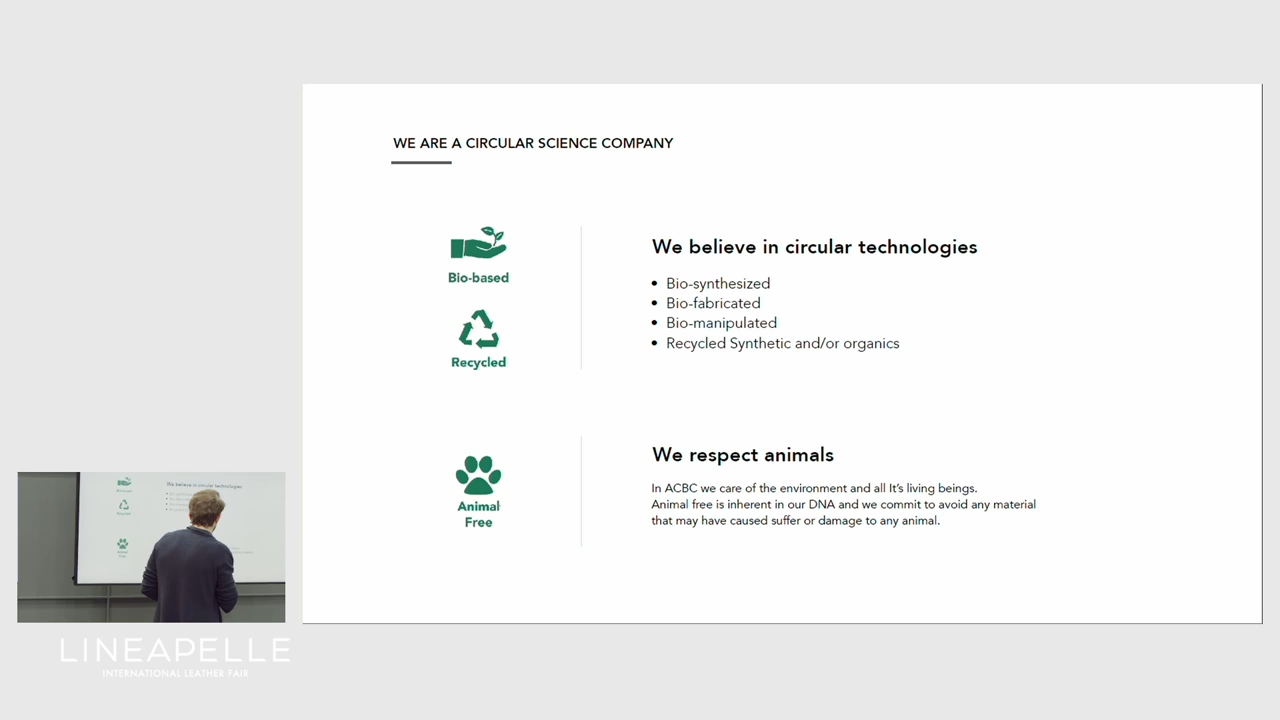 WE ARE A CIRCULAR SCIENCE COMPANY
Bio-based
Recycled
We believe in circular technologies
• Bio-synthesized
• Bio-fabricated
• Bio-manipulated
• Recycled Synthetic and/or organics
Animal
Free
We respect animals
In ACBC we care of the environment and all It's living beings.
Animal free is inherent in our DNA and we commit to avoid any material
that may have caused suffer or damage to any animal.
We believe in circular technologies
LINEAPELLE
INTERNATIONAL LEATHER FAIR